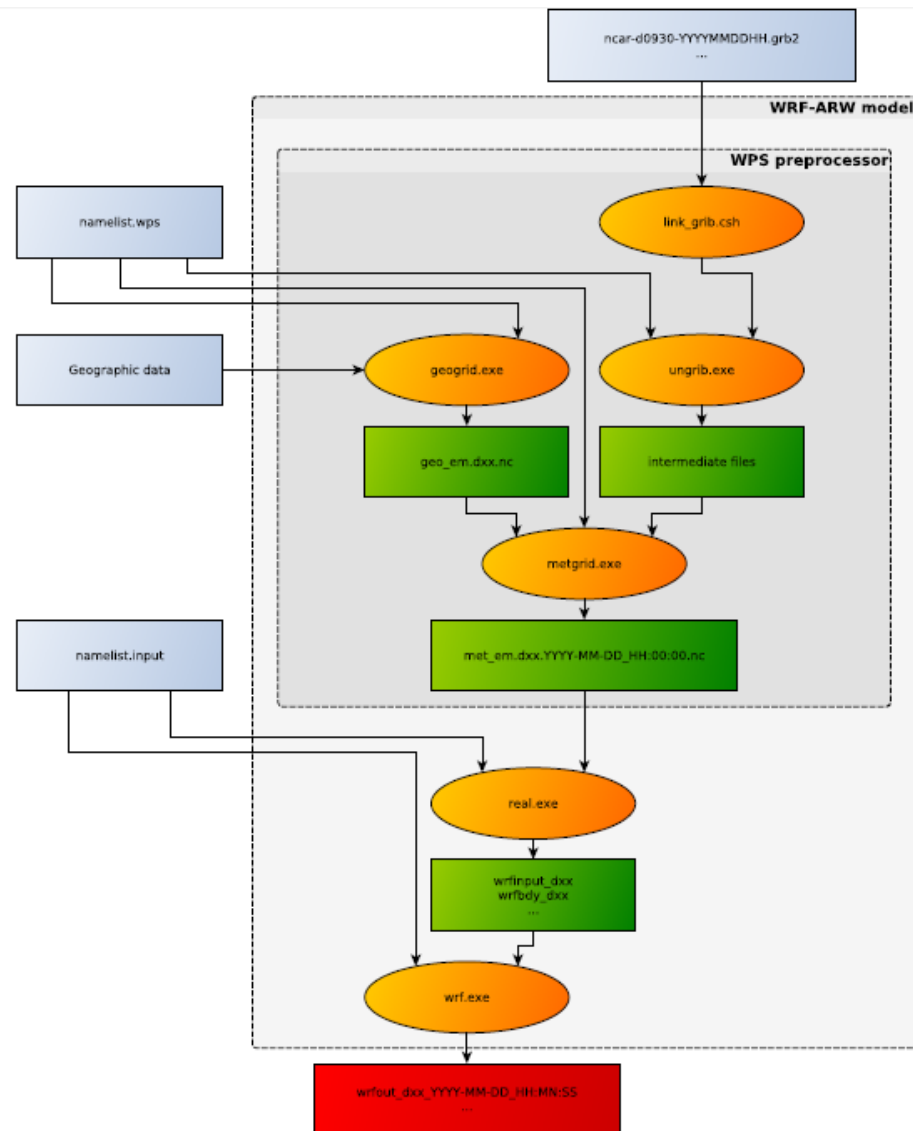 ncar-d0930-YYYYMMDDHH.grb2
...
WRF-ARW model
WPS preprocessor
namelist.wps
link_grib.csh
Geographic data
geogrid.exe
ungrib.exe
geo_em.dxx.nc
intermediate files
metgrid.exe
namelist.input
met_em.dxx.YYYY-MM-DD_HH:00:00.nc
real.exe
wrfinput_dxx
wrfbdy_dxx
...
wrf.exe
wrfout_dxx_YYYY-MM-DD_HH:MN:SS
...